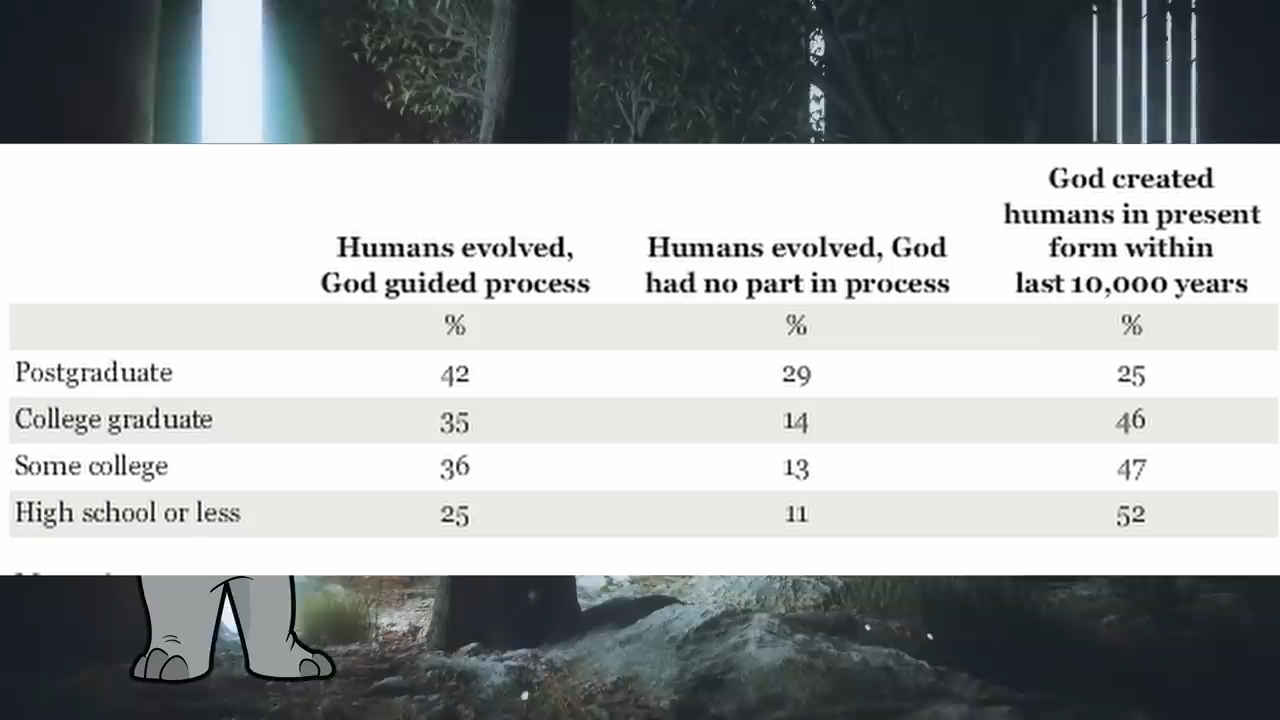 God created
humans in present
Humans evolved, Humans evolved, God form within
God guided process had no part in process last 10,000 years
% % %
Postgraduate 42 29 25
College graduate 35 14 46
Some college 36 13 47
High school or less 25 11 52